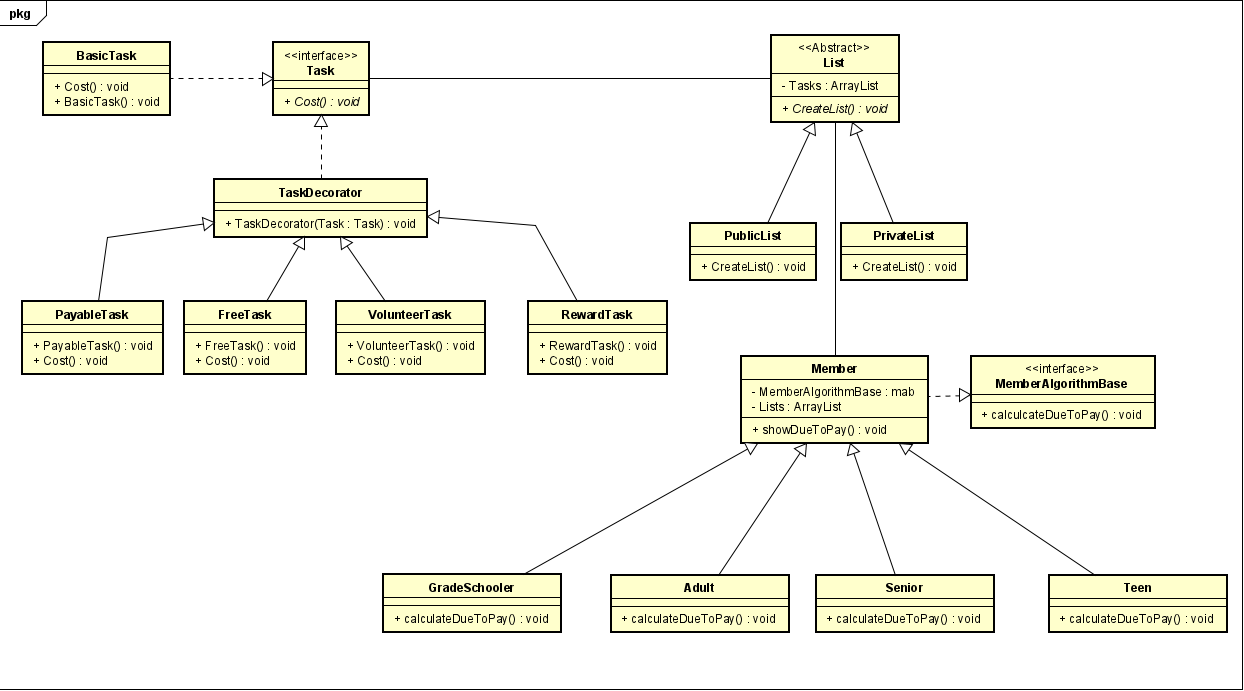 pkg
BasicTask
+ Cost() : void
+ BasicTask() : void
<<interface>>
Task
+ Cost() : void
<<Abstract>>
List
- Tasks : ArrayList
+ CreateList() : void
TaskDecorator
+ TaskDecorator(Task : Task) : void
PublicList
+ CreateList() : void
PrivateList
+ CreateList() : void
PayableTask
+ PayableTask() : void
+ Cost() : void
FreeTask
+ FreeTask() : void
+ Cost() : void
VolunteerTask
+ VolunteerTask() : void
+ Cost() : void
RewardTask
+ RewardTask() : void
+ Cost() : void
Member
- MemberAlgorithmBase : mab
- Lists : ArrayList
+ showDueToPay() : void
<<interface>>
MemberAlgorithmBase
+ calculcateDueToPay() : void
GradeSchooler
+ calculateDueToPay() : void
Adult
+ calculateDueToPay() : void
Senior
+ calculateDueToPay() : void
Teen
+ calculateDueToPay() : void